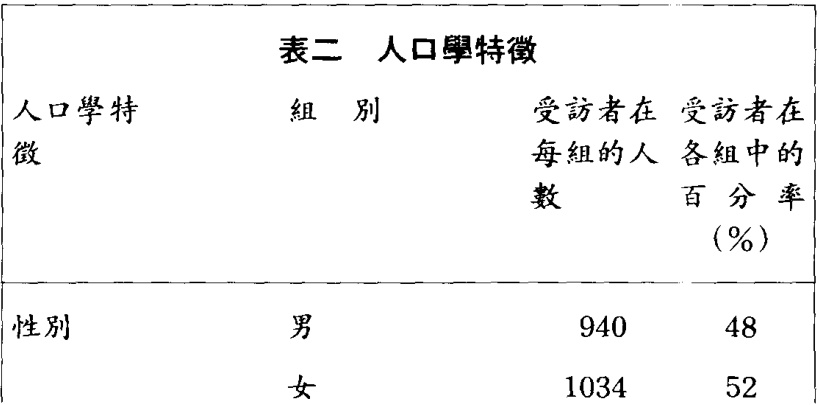 表二 人口學特徵
人口學特 組 別 受訪者在 受訪者在
徵 每組的人 各組中的
數 百 分 率
(%)
性別 男 940 48
女 1034 52